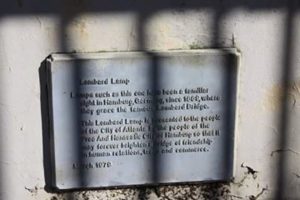 Lombard Lamp
Lamps such as this one have been a familiar
sight in Hamburg, Germany, since 1868, where
they grace the famous Lombard Bridge.
This Lombard Lamp is presented to the people
of the City of Atlanta by the people of the
Free and Hanseatic City of Hamburg so that it
may forever brighten a bridge of friendship
in human relations, trade and commerce.
March 1979